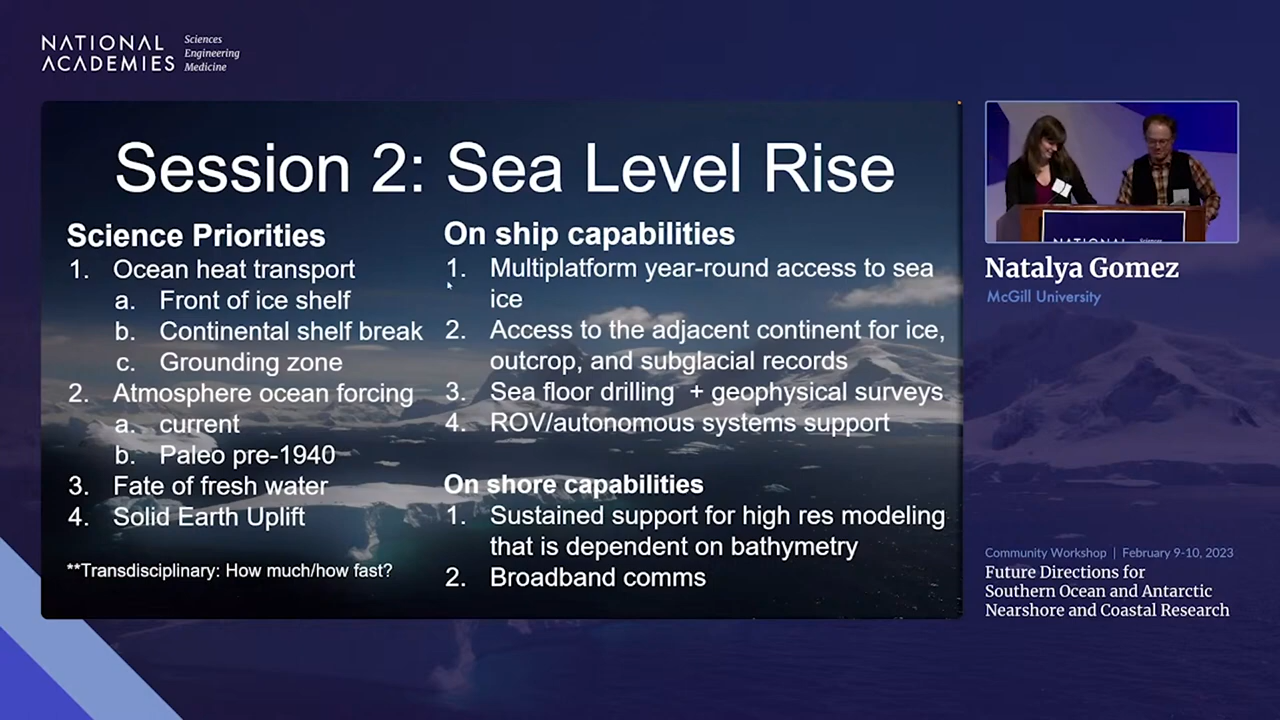 NATIONAL
ACADEMIES
Sciences
Engineering
Medicine
Session 2: Sea Level Rise
Science Priorities
1. Ocean heat transport
a. Front of ice shelf
b. Continental shelf break
c. Grounding zone
2. Atmosphere ocean forcing
a. current
b. Paleo pre-1940
3. Fate of fresh water
4. Solid Earth Uplift
**Transdisciplinary: How much/how fast?
On ship capabilities
1. Multiplatform year-round access to sea
ice
2. Access to the adjacent continent for ice,
outcrop, and subglacial records
3. Sea floor drilling + geophysical surveys
4. ROV/autonomous systems support
On shore capabilities
1. Sustained support for high res modeling
that is dependent on bathymetry
2. Broadband comms
NATIONAL Sciences
Natalya Gomez
McGill University
Community Workshop | February 9-10, 2023
Future Directions for
Southern Ocean and Antarctic
Nearshore and Coastal Research